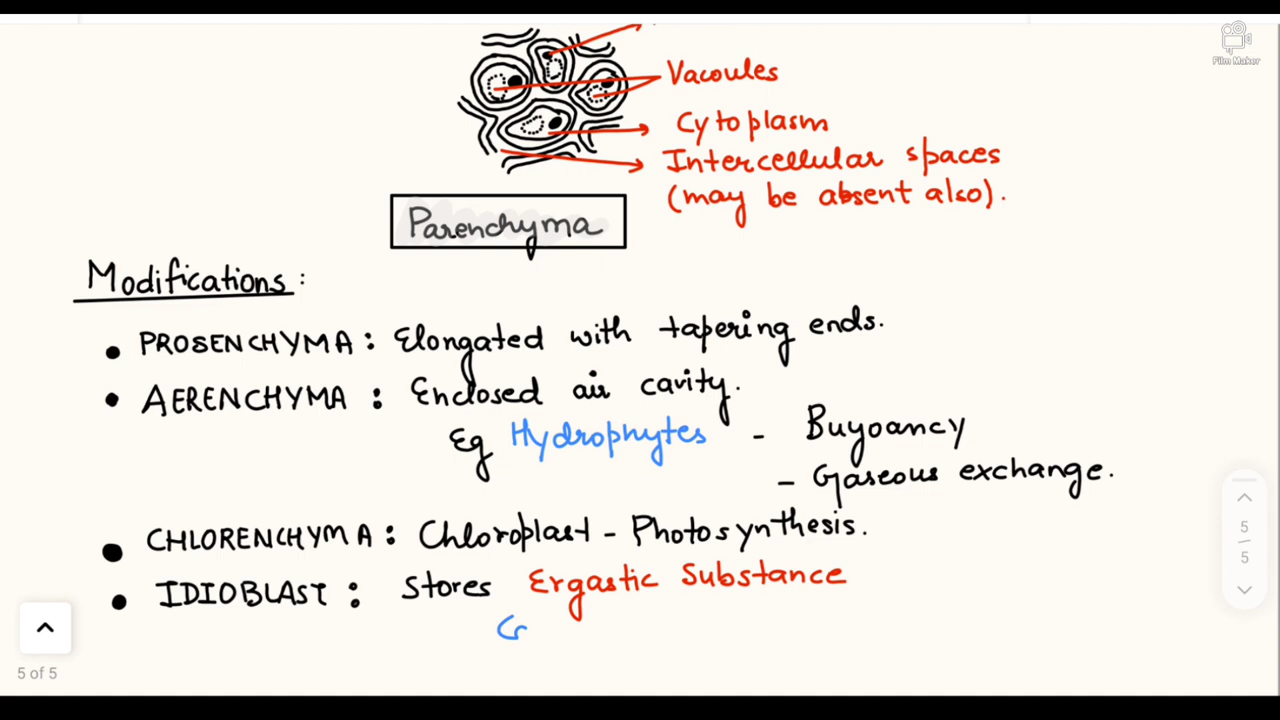 Film Maker
Vacoules
Cytoplasm
Intercellular spaces
(may be absent also).
Parenchyma
Modifications:
• PROSENCHYMA: Elongated with tapering ends.
• AERENCHYMA: Enclosed air cavity.
Eg Hydrophytes - Buyoancy
- Gaseous exchange.
• CHLORENCHYMA: Chloroplast - Photosynthesis.
• IDIOBLAST: Stores Ergastic Substance
5
5
5 of 5